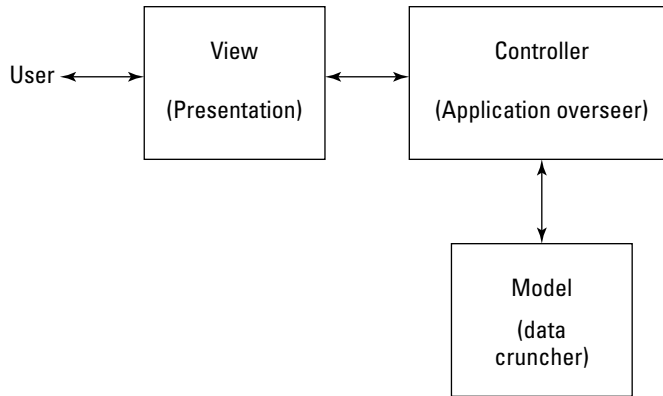 User
View
(Presentation)
Controller
(Application overseer)
Model
(data
cruncher)